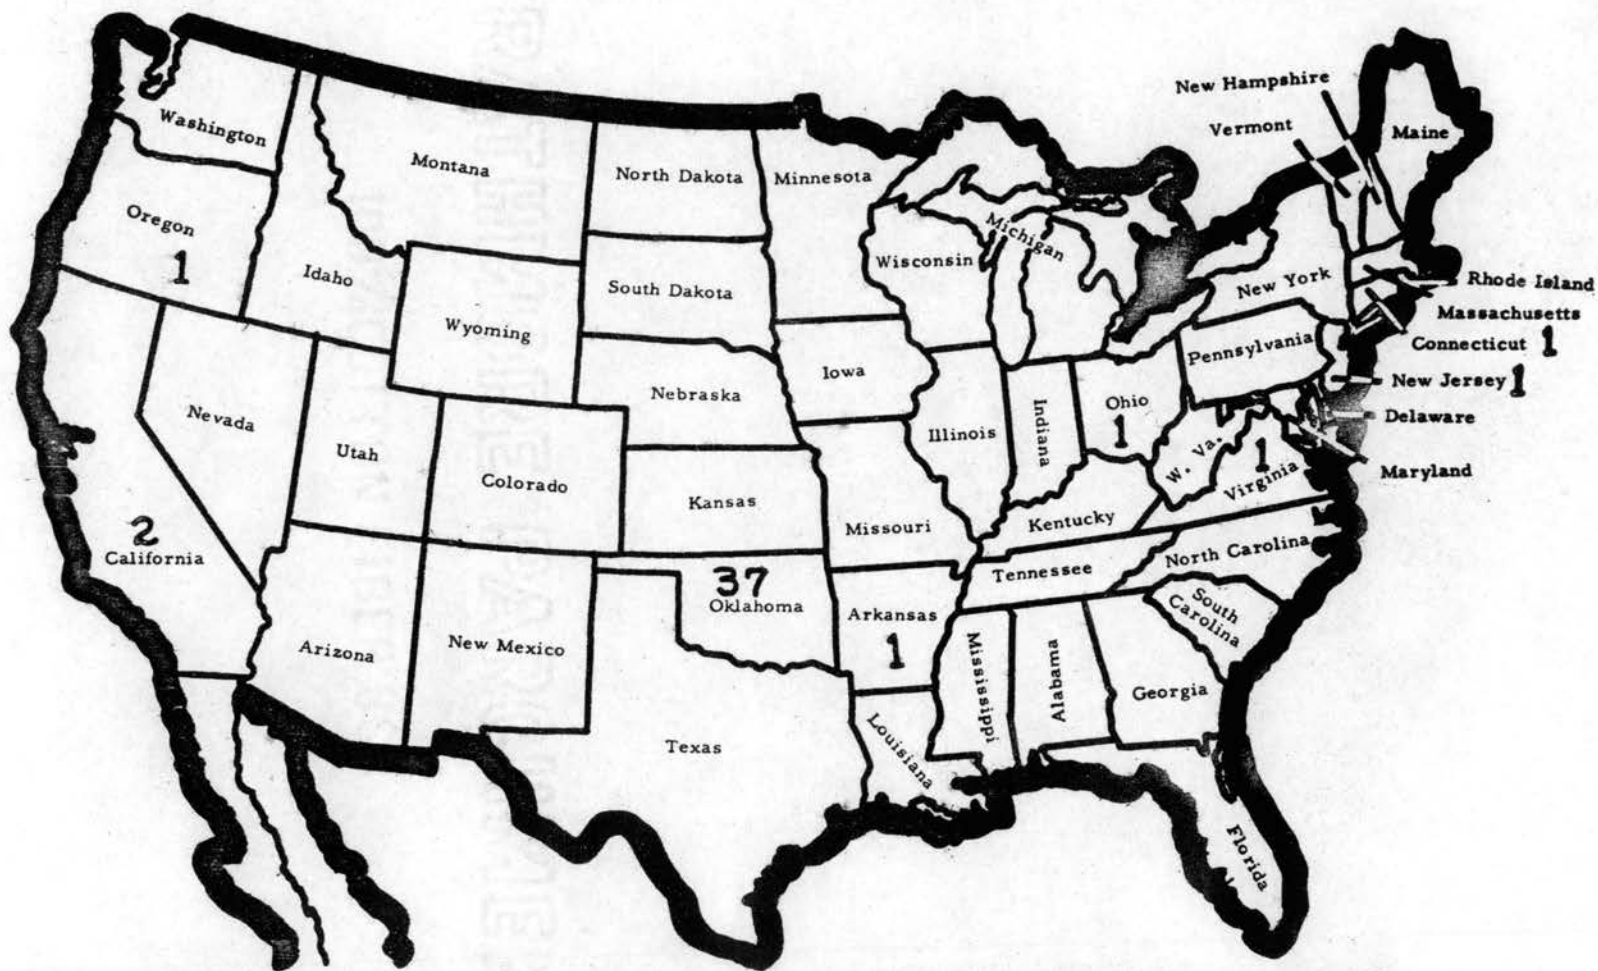 New Hampshire
Vermont
Maine
Washington
Montana
North Dakota
Minnesota
Oregon
1
Idaho
Michigan
Wisconsin
South Dakota
New York
Rhode Island
Massachusetts
Connecticut 1
Wyoming
Pennsylvania
Iowa
New Jersey 1
Nebraska
Nevada
Ohio
1
Indiana
Illinois
Delaware
Utah
Colorado
W. Va.
1
Virginia
Maryland
Kansas
Missouri
Kentucky
2
California
North Carolina
Tennessee
37
Oklahoma
Arkansas
1
South
Carolina
Arizona
New Mexico
Mississippi
Alabama
Georgia
Texas
Louisiana
Florida